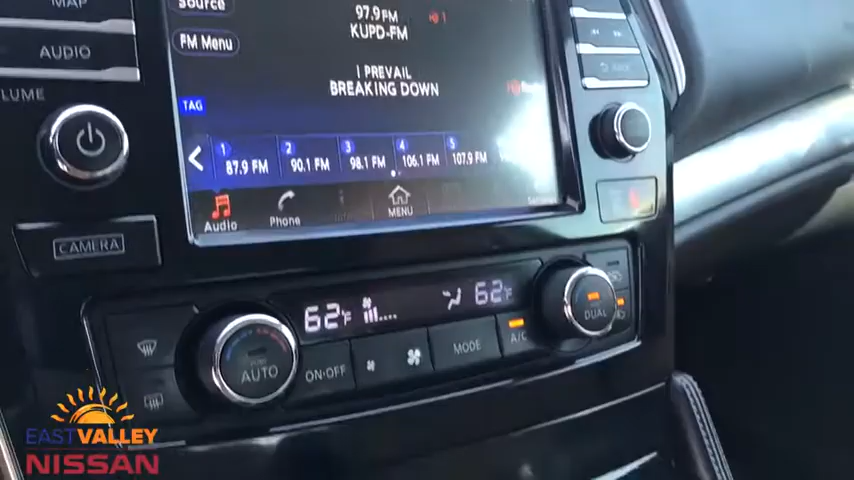 MAP
Source
97.9 FM
1
KUPD-FM
FM Menu
AUDIO
I PREVAIL
BREAKING DOWN
TAG
1 2 3 4 5
87.9 FM 90.1 FM 98.1 FM 106.1 FM 107.9 FM
Audio
Phone
MENU
CAMERA
62°F
62°F
AUTO
ON·OFF
MODE
A/C
DUAL
EAST VALLEY
NISSAN